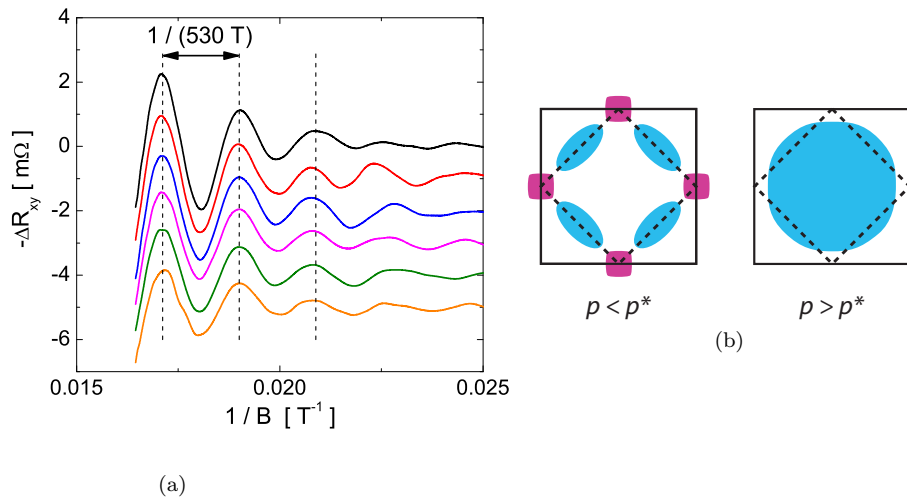 1 / (530 T)
4
2
0
-2
-4
-6
-ΔR_xy [ mΩ ]
0.015 0.020 0.025
1 / B [ T^-1 ]
(a)
p < p* p > p*
(b)